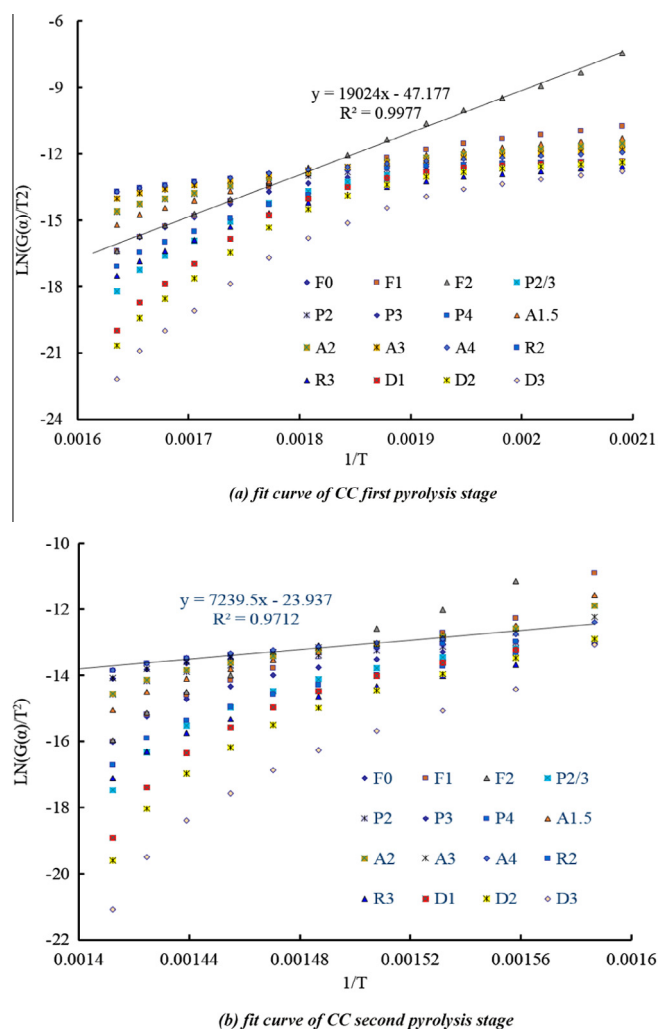 -6
-9
-12
-15
-18
-21
-24
LN(G(α)/T2)
y = 19024x - 47.177
R² = 0.9977
F0 F1 F2 P2/3
P2 P3 P4 A1.5
A2 A3 A4 R2
R3 D1 D2 D3
0.0016 0.0017 0.0018 0.0019 0.002 0.0021
1/T
(a) fit curve of CC first pyrolysis stage
-10
-12
-14
-16
-18
-20
-22
LN(G(α)/T²)
y = 7239.5x - 23.937
R² = 0.9712
F0 F1 F2 P2/3
P2 P3 P4 A1.5
A2 A3 A4 R2
R3 D1 D2 D3
0.0014 0.00144 0.00148 0.00152 0.00156 0.0016
1/T
(b) fit curve of CC second pyrolysis stage